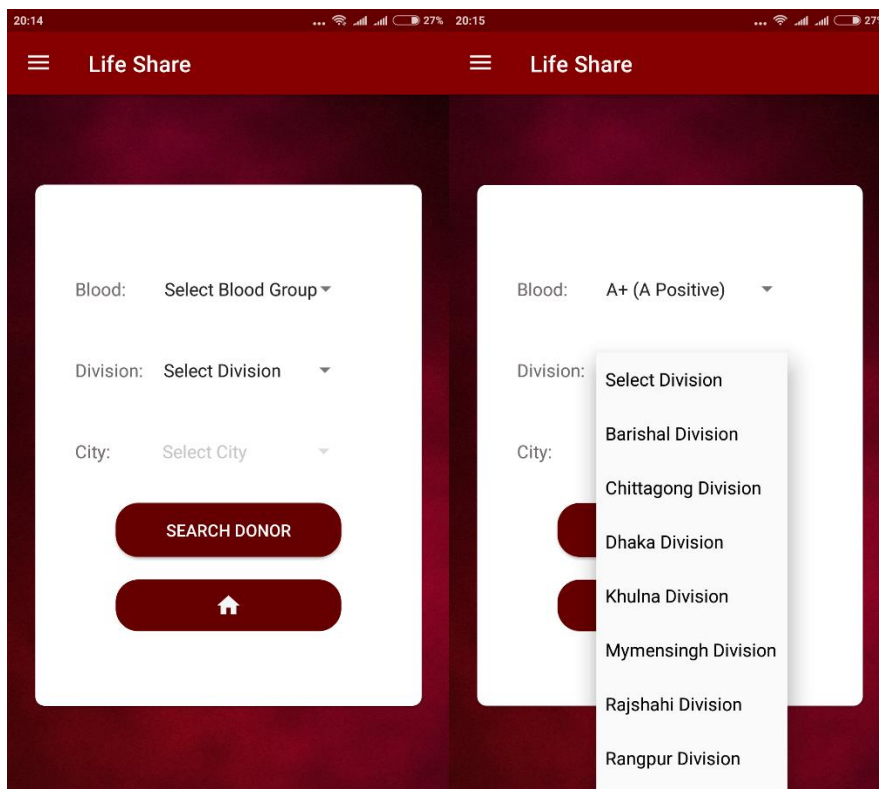 20:14 ... 27%
Life Share
Blood: Select Blood Group
Division: Select Division
City: Select City
SEARCH DONOR
20:15 ... 27%
Life Share
Blood: A+ (A Positive)
Division:
City:
Select Division
Barishal Division
Chittagong Division
Dhaka Division
Khulna Division
Mymensingh Division
Rajshahi Division
Rangpur Division